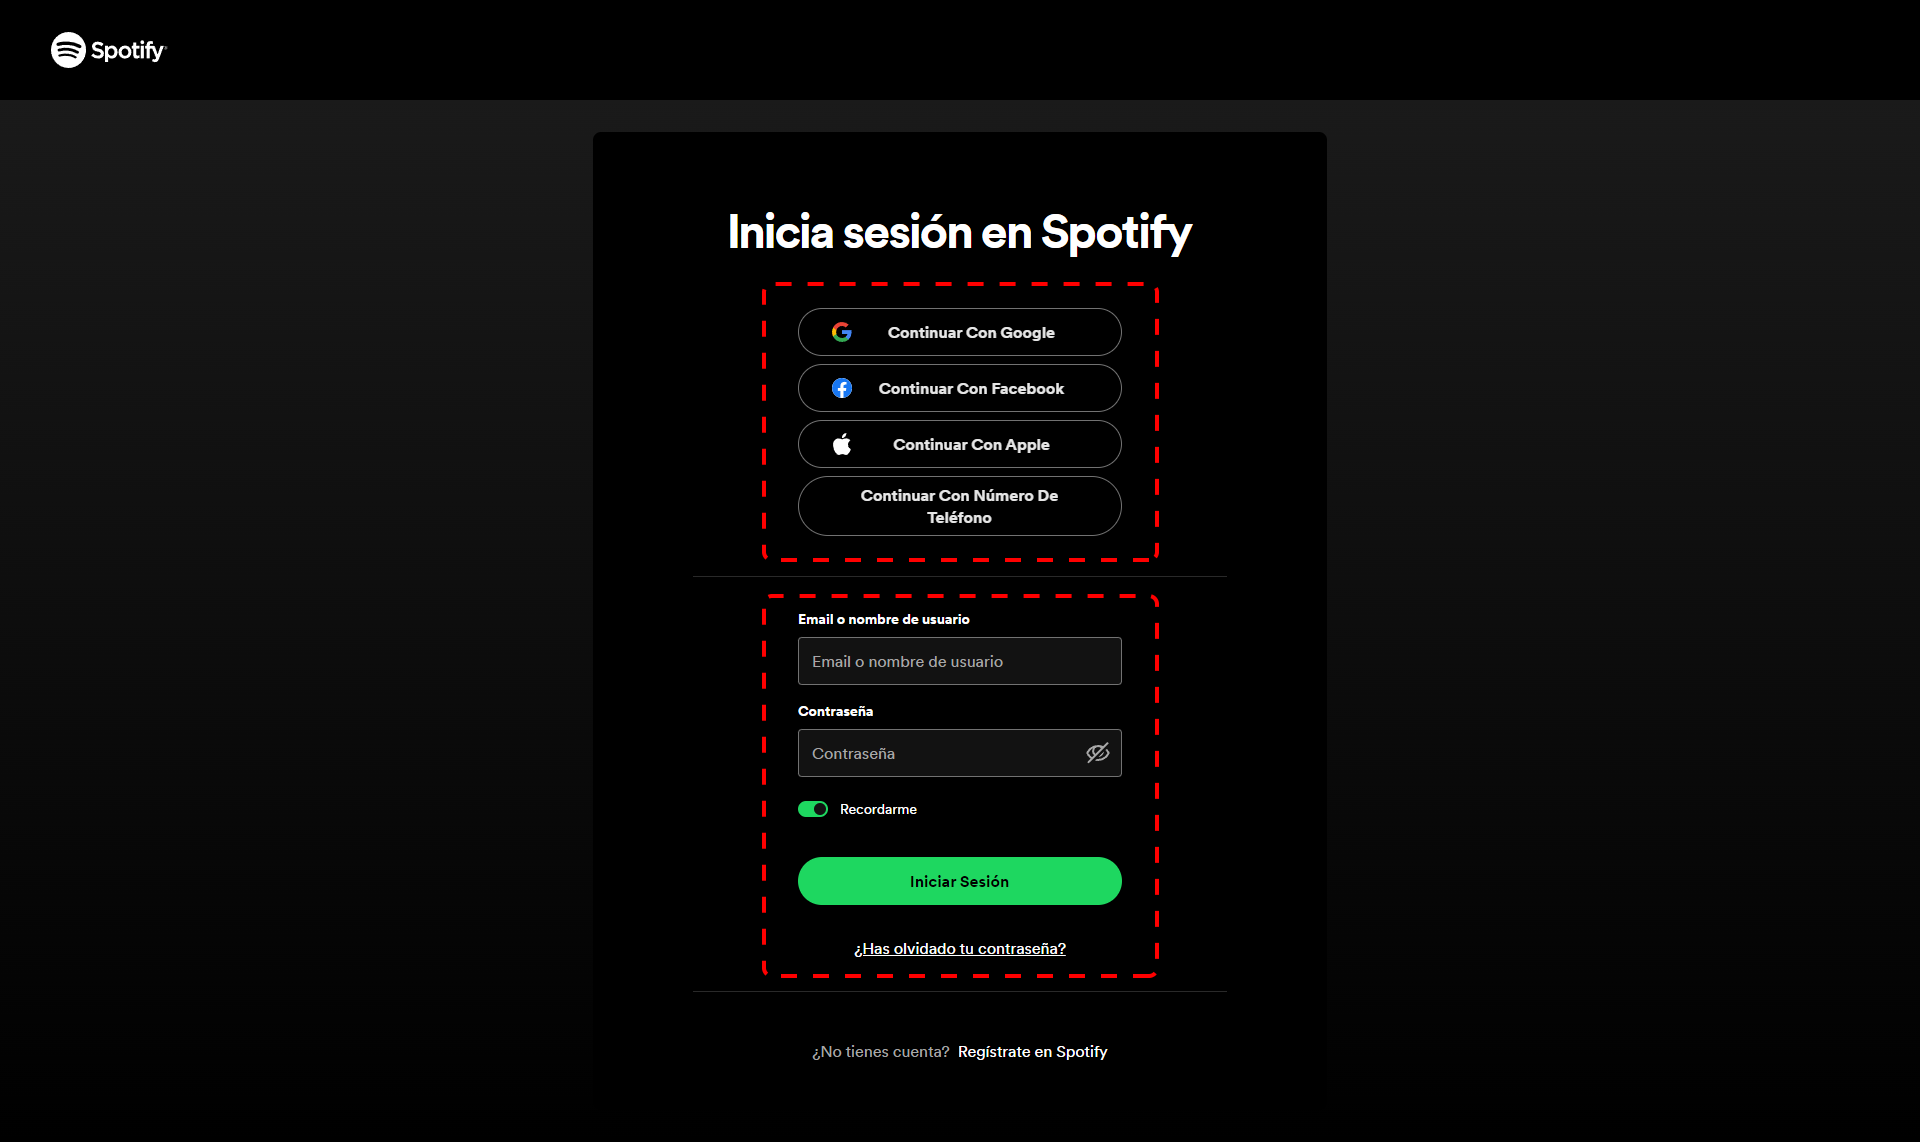 Spotify
Inicia sesión en Spotify
Continuar Con Google
Continuar Con Facebook
Continuar Con Apple
Continuar Con Número De
Teléfono
Email o nombre de usuario
Email o nombre de usuario
Contraseña
Contraseña
Recordarme
Iniciar Sesión
¿Has olvidado tu contraseña?
¿No tienes cuenta? Regístrate en Spotify